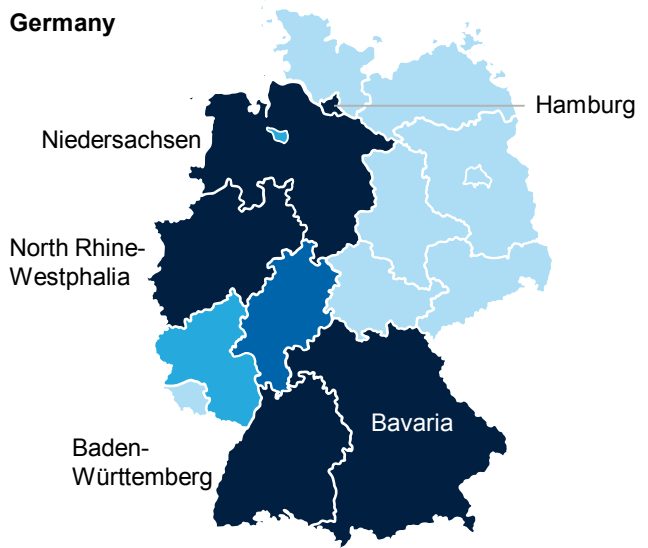 Germany
Hamburg
Niedersachsen
North Rhine-
Westphalia
Bavaria
Baden-
Württemberg